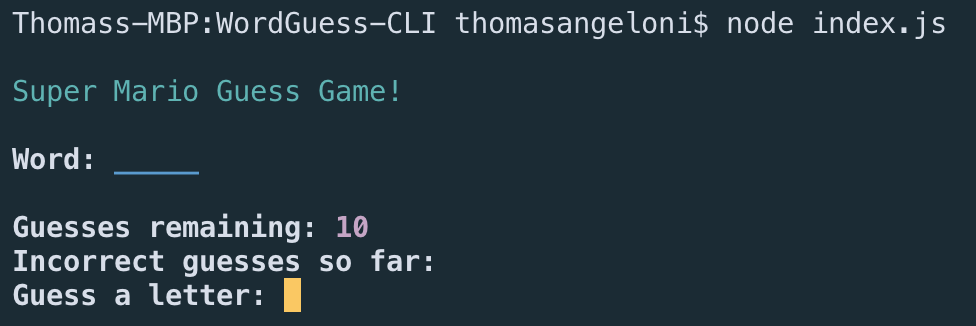 Thomass-MBP:WordGuess-CLI thomasangeloni$ node index.js
Super Mario Guess Game!
Word: _____
Guesses remaining: 10
Incorrect guesses so far:
Guess a letter: